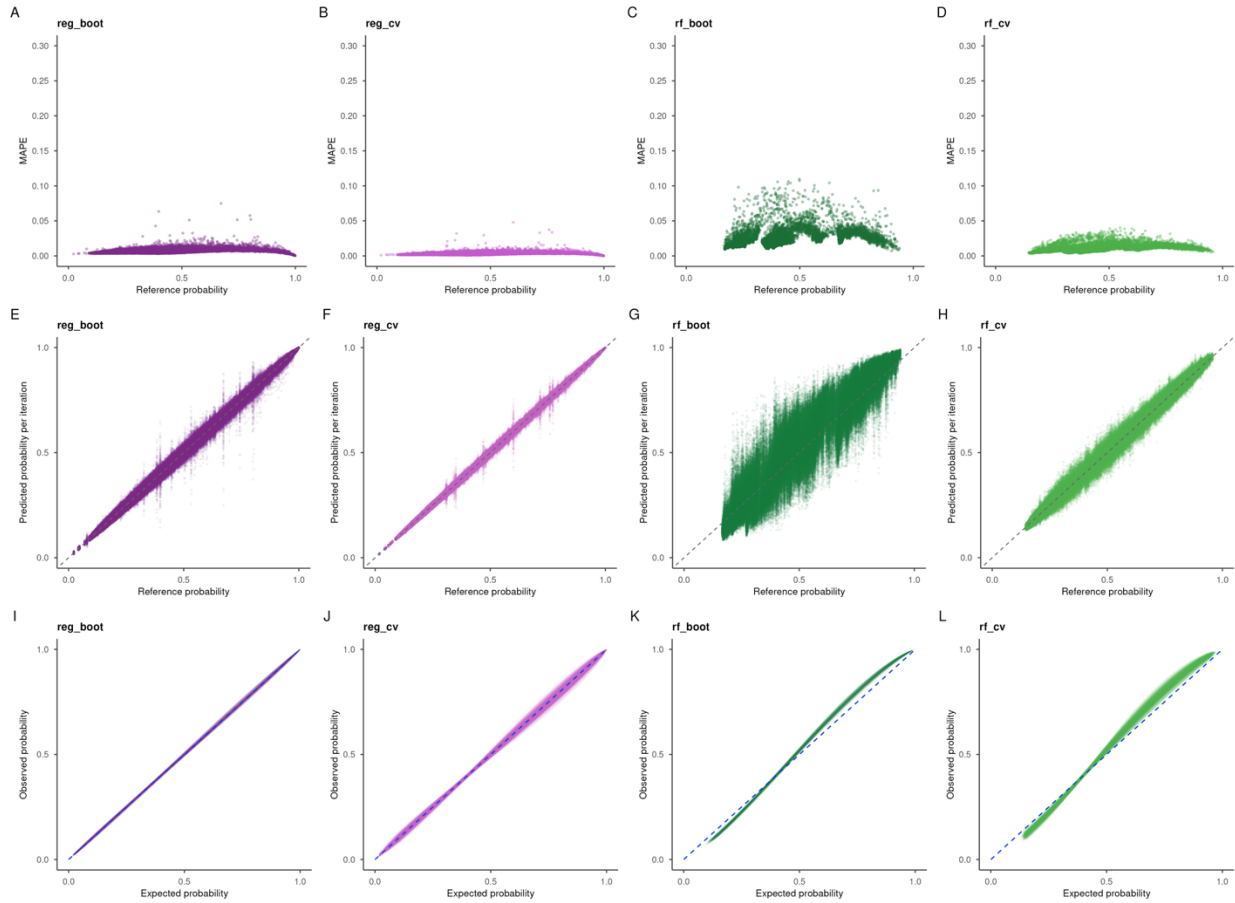 A
reg_boot
0.30
0.25
0.20
0.15
0.10
0.05
0.00
MAPE
0.0
0.5
1.0
Reference probability
B
reg_cv
0.30
0.25
0.20
0.15
0.10
0.05
0.00
MAPE
0.0
0.5
1.0
Reference probability
C
rf_boot
0.30
0.25
0.20
0.15
0.10
0.05
0.00
MAPE
0.0
0.5
1.0
Reference probability
D
rf_cv
0.30
0.25
0.20
0.15
0.10
0.05
0.00
MAPE
0.0
0.5
1.0
Reference probability
E
reg_boot
1.0
0.5
0.0
Predicted probability per iteration
0.0
0.5
1.0
Reference probability
F
reg_cv
1.0
0.5
0.0
Predicted probability per iteration
0.0
0.5
1.0
Reference probability
G
rf_boot
1.0
0.5
0.0
Predicted probability per iteration
0.0
0.5
1.0
Reference probability
H
rf_cv
1.0
0.5
0.0
Predicted probability per iteration
0.0
0.5
1.0
Reference probability
I
reg_boot
1.0
0.5
0.0
Observed probability
0.0
0.5
1.0
Expected probability
J
reg_cv
1.0
0.5
0.0
Observed probability
0.0
0.5
1.0
Expected probability
K
rf_boot
1.0
0.5
0.0
Observed probability
0.0
0.5
1.0
Expected probability
L
rf_cv
1.0
0.5
0.0
Observed probability
0.0
0.5
1.0
Expected probability